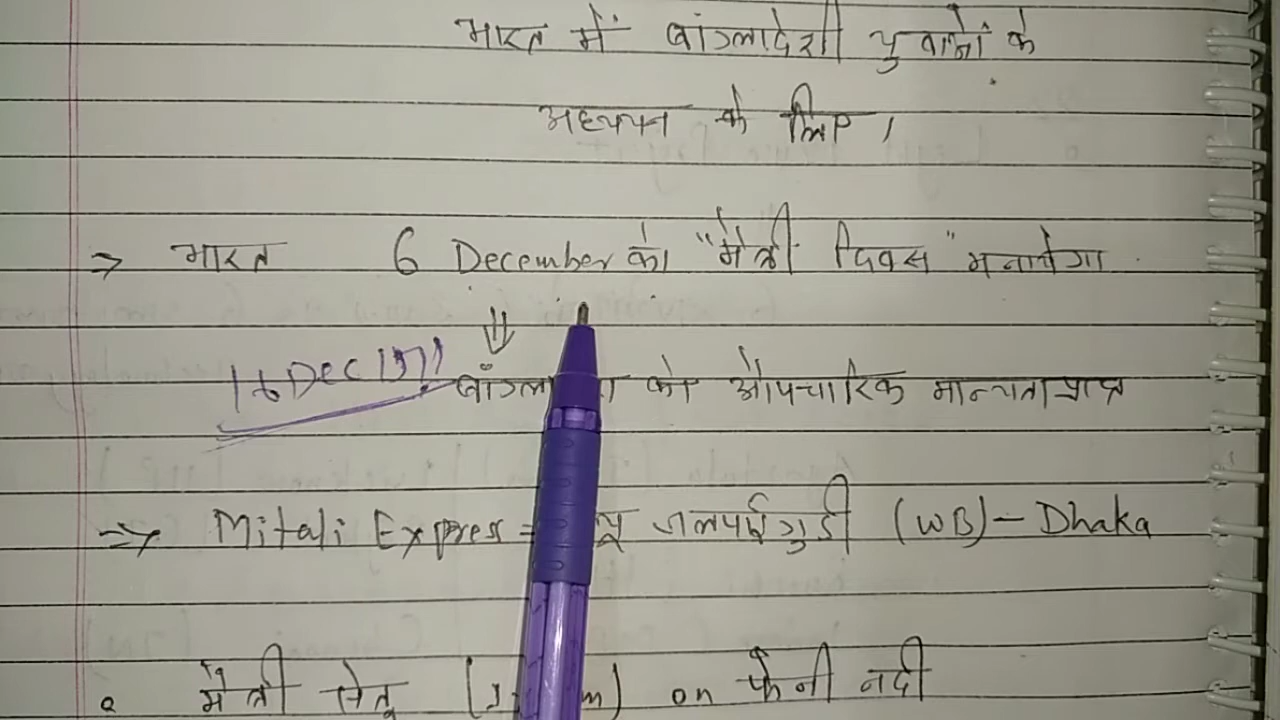 भारत में बांग्लादेशी युवाओं के
अध्ययन के लिए।
⇒ भारत 6 December को "मैत्री दिवस" मनायेगा
⇓
16 Dec 1971 को औपचारिक मान्यता प्राप्त
⇒ Mitali Express = न्यू जलपाईगुडी (WB) – Dhaka
• मैत्री सेतु on फेनी नदी